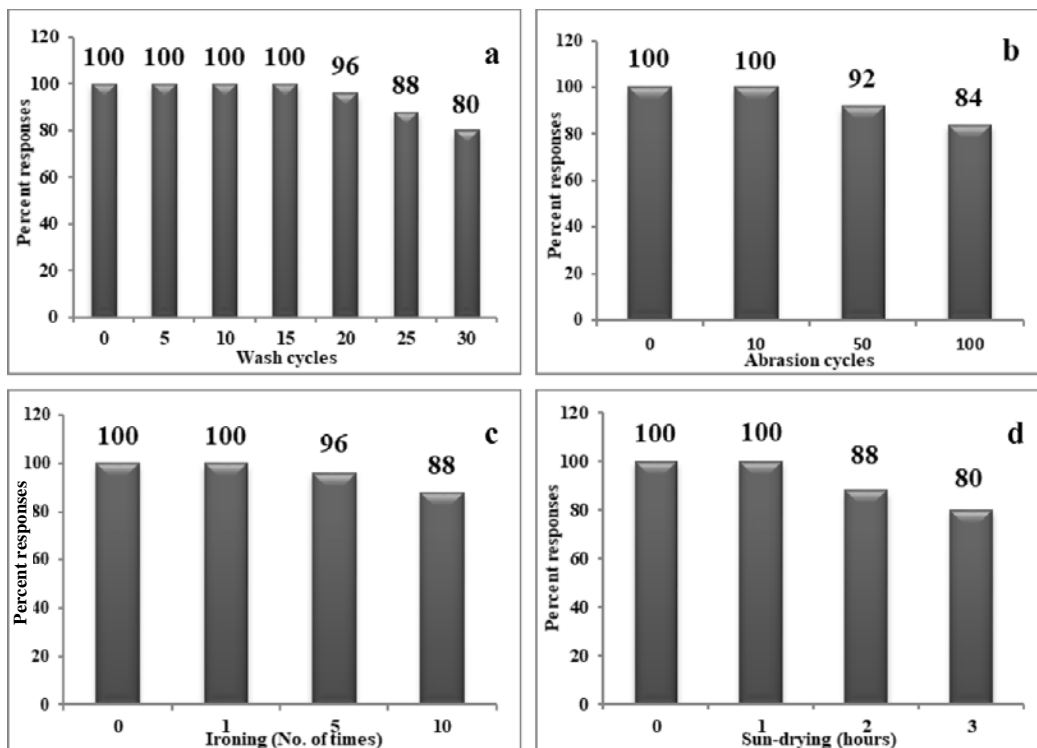 a
120
100
80
60
40
20
0
Percent responses
100 100 100 100 96 88 80
0 5 10 15 20 25 30
Wash cycles
b
120
100
80
60
40
20
0
Percent responses
100 100 92 84
0 10 50 100
Abrasion cycles
c
120
100
80
60
40
20
0
Percent responses
100 100 96 88
0 1 5 10
Ironing (No. of times)
d
120
100
80
60
40
20
0
Percent responses
100 100 88 80
0 1 2 3
Sun-drying (hours)